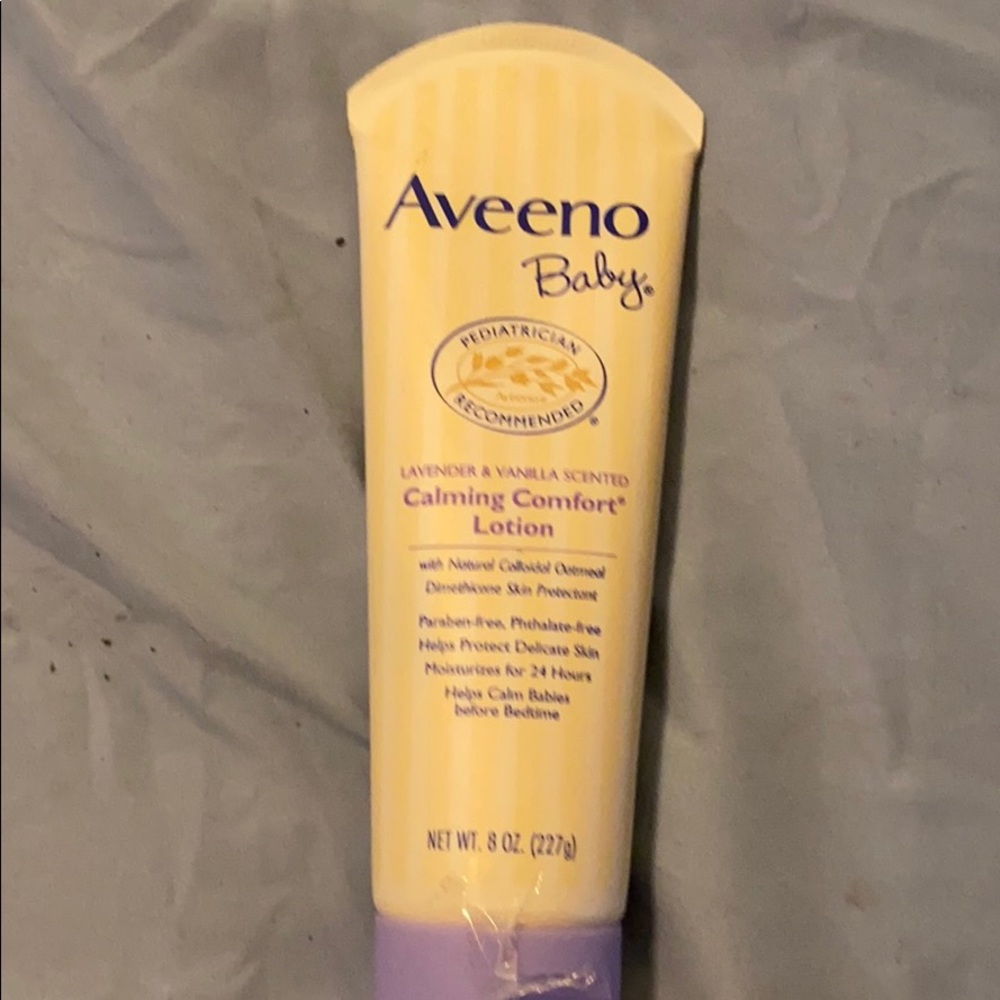 Aveeno
Baby®
PEDIATRICIAN
Aveeno®
RECOMMENDED®
LAVENDER & VANILLA SCENTED
Calming Comfort®
Lotion
with Natural Colloidal Oatmeal
Dimethicone Skin Protectant
Paraben-free, Phthalate-free
Helps Protect Delicate Skin
Moisturizes for 24 Hours
Helps Calm Babies
before Bedtime
NET WT. 8 OZ. (227g)